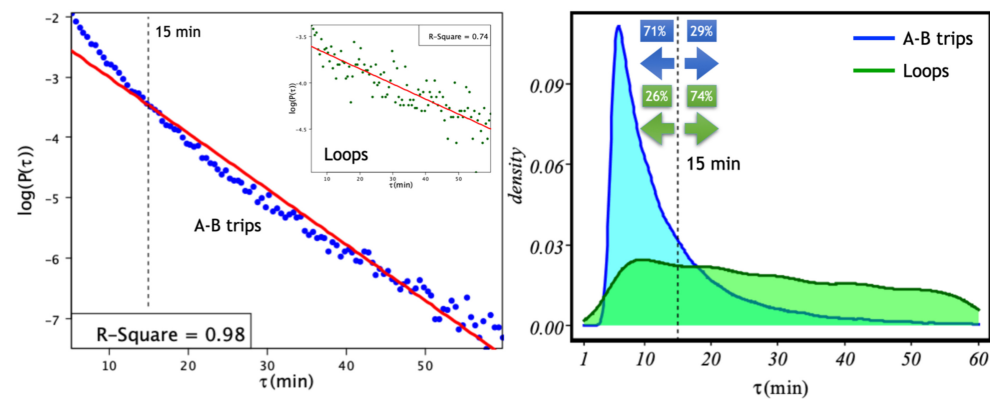 -2
-3
-4
-5
-6
-7
log(P(τ))
15 min
A-B trips
R-Square = 0.98
10
20
30
40
50
τ(min)
-3.5
-4.0
-4.5
log(P(τ))
R-Square = 0.74
Loops
10
20
30
40
50
τ(min)
71%
29%
26%
74%
A-B trips
Loops
15 min
0.09
0.06
0.03
0.00
density
1
10
20
30
40
50
60
τ(min)